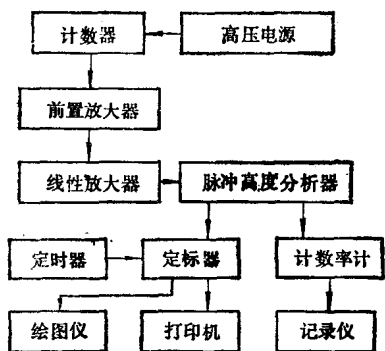 计数器
高压电源
前置放大器
线性放大器
脉冲高度分析器
定时器
定标器
计数率计
绘图仪
打印机
记录仪